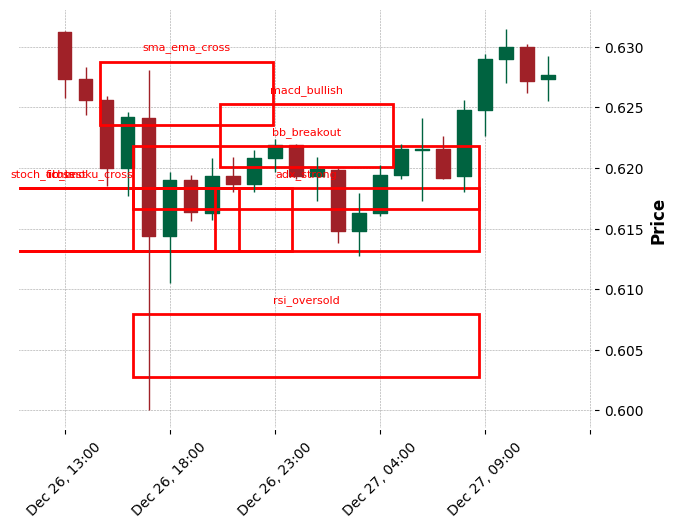 sma_ema_cross
macd_bullish
bb_breakout
rsi_oversold
0.630
0.625
0.620
0.615
0.610
0.605
0.600
Price
Dec 26, 13:00
Dec 26, 18:00
Dec 26, 23:00
Dec 27, 04:00
Dec 27, 09:00